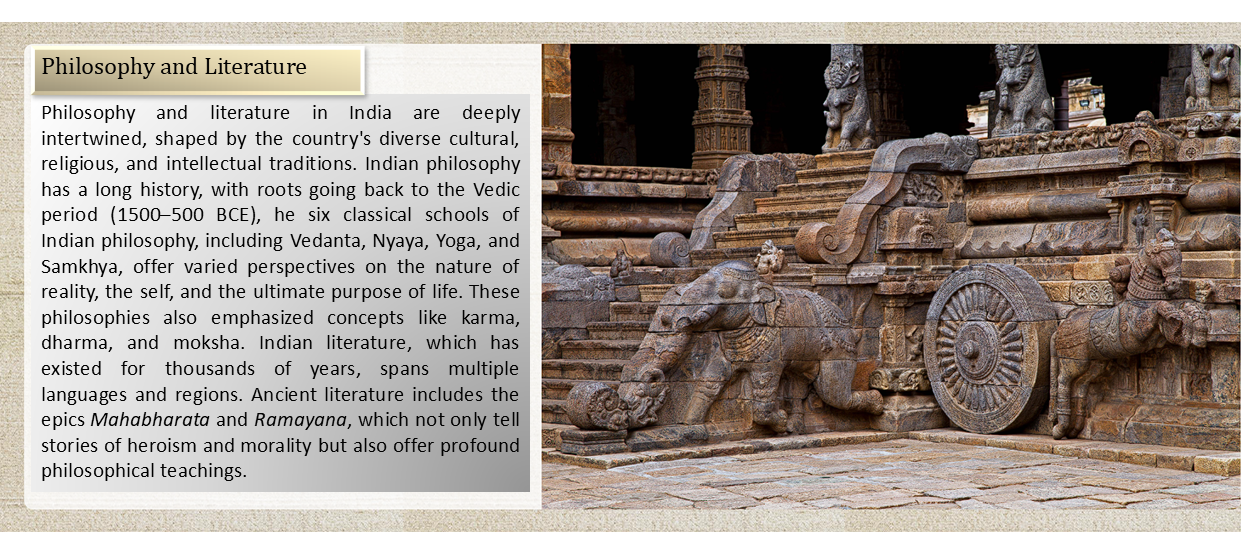 Philosophy and Literature
Philosophy and literature in India are deeply
intertwined, shaped by the country's diverse cultural,
religious, and intellectual traditions. Indian philosophy
has a long history, with roots going back to the Vedic
period (1500–500 BCE), he six classical schools of
Indian philosophy, including Vedanta, Nyaya, Yoga, and
Samkhya, offer varied perspectives on the nature of
reality, the self, and the ultimate purpose of life. These
philosophies also emphasized concepts like karma,
dharma, and moksha. Indian literature, which has
existed for thousands of years, spans multiple
languages and regions. Ancient literature includes the
epics Mahabharata and Ramayana, which not only tell
stories of heroism and morality but also offer profound
philosophical teachings.